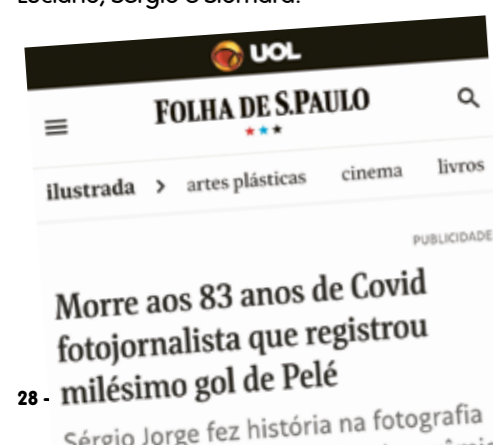 Luciano, Sérgio e Siomara.
UOL
FOLHA DE S.PAULO
ilustrada > artes plásticas cinema livros
PUBLICIDADE
Morre aos 83 anos de Covid
fotojornalista que registrou
28 - milésimo gol de Pelé
Sérgio Jorge fez história na fotografia